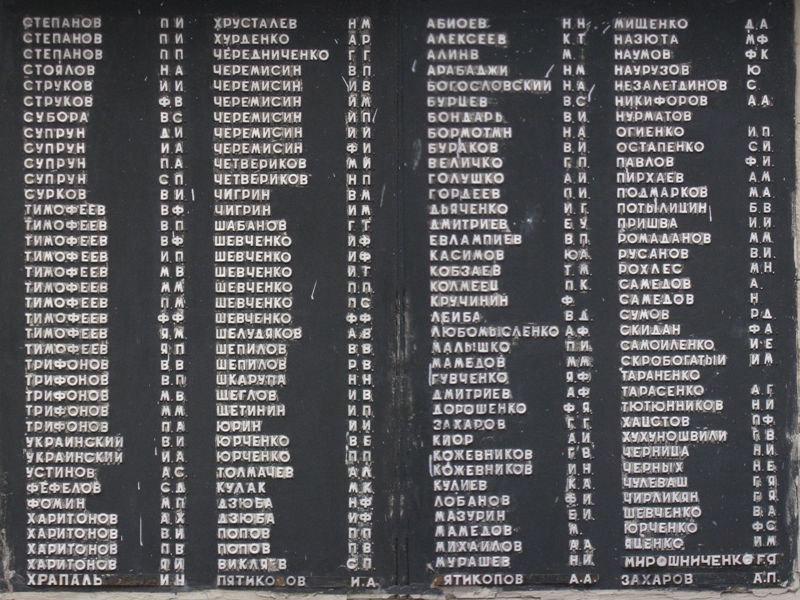 СТЕПАНОВ П И
СТЕПАНОВ П И
СТЕПАНОВ П П
СТОЯЛОВ Н А
СТРУКОВ И И
СТРУКОВ Ф В
СУБОРА В С
СУПРУН Д И
СУПРУН И А
СУПРУН П А
СУПРУН С П
СУРКОВ В И
ТИМОФЕЕВ В Ф
ТИМОФЕЕВ В П
ТИМОФЕЕВ В Ф
ТИМОФЕЕВ И П
ТИМОФЕЕВ М В
ТИМОФЕЕВ М М
ТИМОФЕЕВ П М
ТИМОФЕЕВ Ф Ф
ТИМОФЕЕВ Я М
ТИМОФЕЕВ Я П
ТРИФОНОВ В В
ТРИФОНОВ В П
ТРИФОНОВ М В
ТРИФОНОВ М М
ТРИФОНОВ П А
УКРАИНСКИЙ В И
УКРАИНСКИЙ И А
УСТИНОВ А С
ФЕФЕЛОВ С Д
ФОМИН М П
ХАРИТОНОВ А Х
ХАРИТОНОВ И В
ХАРИТОНОВ П В
ХАРИТОНОВ Я И
ХРАПАЛЬ И Н
ХРУСТАЛЕВ Н М
ХУРДЕНКО А Р
ЧЕРЕДНИЧЕНКО Г
ЧЕРЕМИСИН В П
ЧЕРЕМИСИН И В
ЧЕРЕМИСИН И М
ЧЕРЕМИСИН И П
ЧЕРЕМИСИН И И
ЧЕРЕМИСИН Ф И
ЧЕТВЕРИКОВ М И
ЧЕТВЕРИКОВ Н П
ЧИГРИН В М
ЧИГРИН И М
ШАБАНОВ Г Т
ШЕВЧЕНКО И Ф
ШЕВЧЕНКО И Ф
ШЕВЧЕНКО И Т
ШЕВЧЕНКО П П
ШЕВЧЕНКО П С
ШЕВЧЕНКО Ф Ф
ШЕЛУДЯКОВ А В
ШЕПИЛОВ В В
ШЕПИЛОВ Р В
ШКАРУПА Н Н
ЩЕГЛОВ И В
ЩЕТИНИН И П
ЮРИН И И
ЮРЧЕНКО В Е
ЮРЧЕНКО П П
ТОЛМАЧЕВ А Л
КУЛАК М К
ДЗЮБА Н Ф
ДЗЮБА И Ф
ПОПОВ П П
ПОПОВ С С
ВИКЛЯЕВ С П
ПЯТИКОПОВ И.А.
АБИОЕВ Н Н
АЛЕКСЕЕВ К Т
АЛИНВ М
АРАБАДЖИ Н М
БОГОСЛОВСКИЙ Н А
БУРЦЕВ В С
БОНДАРЬ В И
БОРМОТМН Н А
БУРАКОВ В И
ВЕЛИЧКО Г П
ГОЛУШКО А И
ГОРДЕЕВ П И
ДЬЯЧЕНКО И Г
ДМИТРИЕВ Е У
ЕВЛАМПИЕВ В П
КАСИМОВ Ю А
КОБЗАЕВ Т М
КОЛМЕЕЦ П К
КРУЧИНИН Ф
ЛЕИБА В Д
ЛЮБОМЫСЛЕНКО А Ф
МАЛЫШКО П И
МАМЕДОВ М М
ГУВЧЕНКО Я Ф
ДМИТРИЕВ А Ф
ДОРОШЕНКО Ф Я
ЗАХАРОВ Г Г
КИОР А И
КОЖЕВНИКОВ Г В
КОЖЕВНИКОВ И Н
КУЛИЕВ К А
ЛОБАНОВ Ф И
МАЗУРИН Б И
МАМЕДОВ М
МИХАИЛОВ А А
МУРАШЕВ Н И
ПЯТИКОПОВ А.А.
МИЩЕНКО Д А
НАЗЮТА М Ф
НАУМОВ Ф К
НАУРУЗОВ Ю
НЕЗАЛЕТДИНОВ С
НИКИФОРОВ А А
НУРМАТОВ
ОГИЕНКО И П
ОСТАПЕНКО С И
ПАВЛОВ Ф И
ПИРХАЕВ А М
ПОДМАРКОВ М А
ПОТЫЛИЦИН Б В
ПРИШВА И И
РОМАДАНОВ М М
РУСАНОВ В И
РОХЛЕС М Н
САМЕДОВ А
САМЕДОВ Н
СУМОВ Р Д
СКИДАН Ф А
САМОИЛЕНКО И Е
СКРОБОГАТЫЙ И М
ТАРАНЕНКО
ТАРАСЕНКО А Г
ТЮТЮННИКОВ Н И
ХАЦСТОВ П Ф
ХУХУНОШВИЛИ Г В
ЧЕРНИЦА Н И
ЧЕРНЫХ Н Е
ЧУЛЕВАШ Г Я
ЧИРЛИКЯН Г Я
ШЕВЧЕНКО В А
ЮРЧЕНКО Ф С
ЯЦЕНКО И М
МИРОШНИЧЕНКО Г.Я
ЗАХАРОВ А.П.